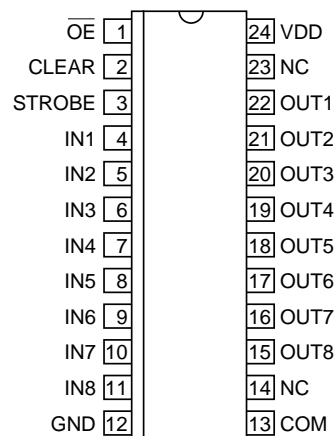 OE 1 24 VDD
CLEAR 2 23 NC
STROBE 3 22 OUT1
IN1 4 21 OUT2
IN2 5 20 OUT3
IN3 6 19 OUT4
IN4 7 18 OUT5
IN5 8 17 OUT6
IN6 9 16 OUT7
IN7 10 15 OUT8
IN8 11 14 NC
GND 12 13 COM